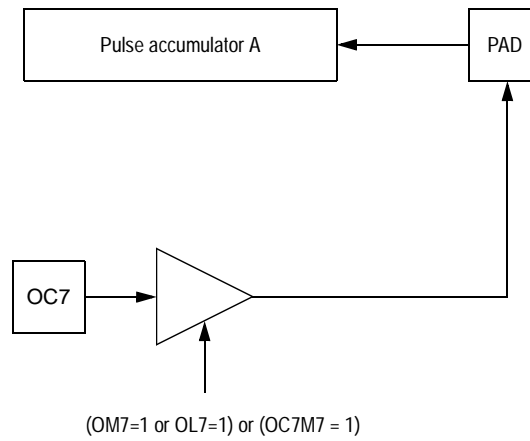 Pulse accumulator A
PAD
OC7
(OM7=1 or OL7=1) or (OC7M7 = 1)